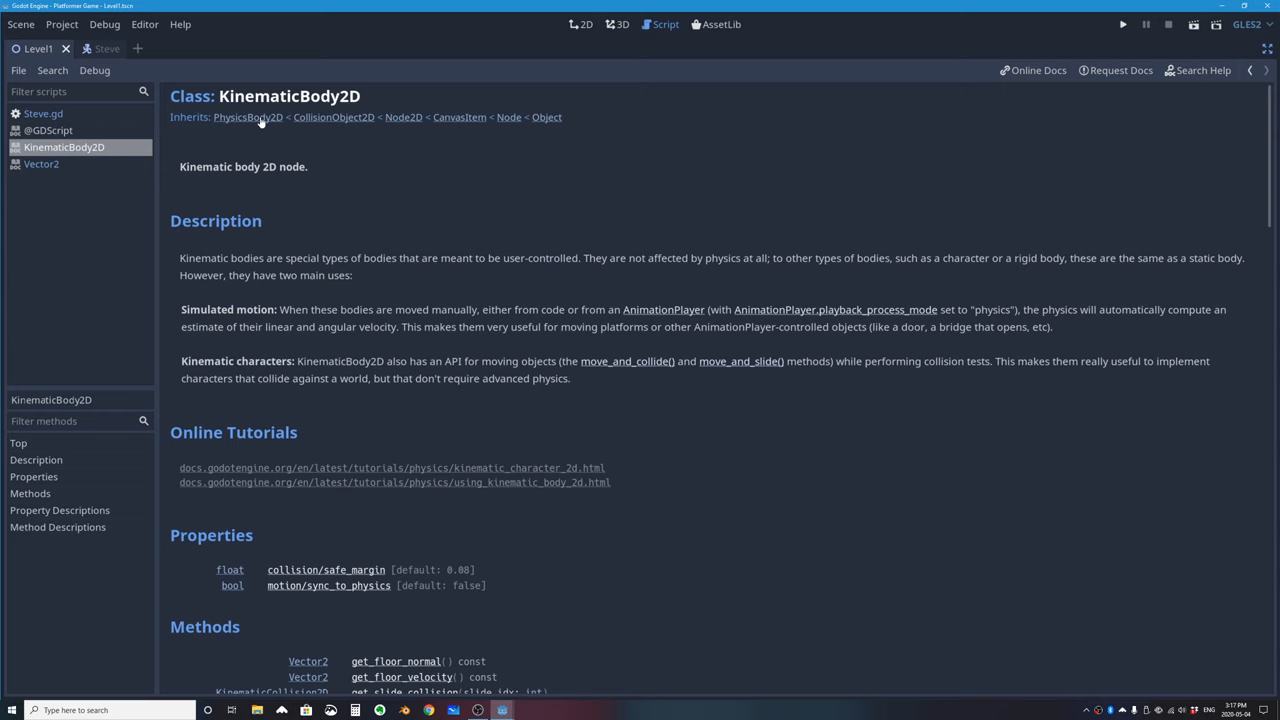 Godot Engine - Platformer Game - Level1.tscn
Scene Project Debug Editor Help
2D 3D Script AssetLib
GLES2
Level1 Steve
File Search Debug
Online Docs Request Docs Search Help
Filter scripts
Steve.gd
@GDScript
KinematicBody2D
Vector2
KinematicBody2D
Filter methods
Top
Description
Properties
Methods
Property Descriptions
Method Descriptions
Class: KinematicBody2D
Inherits: PhysicsBody2D < CollisionObject2D < Node2D < CanvasItem < Node < Object
Kinematic body 2D node.
Description
Kinematic bodies are special types of bodies that are meant to be user-controlled. They are not affected by physics at all; to other types of bodies, such as a character or a rigid body, these are the same as a static body.
However, they have two main uses:
Simulated motion: When these bodies are moved manually, either from code or from an AnimationPlayer (with AnimationPlayer.playback_process_mode set to "physics"), the physics will automatically compute an
estimate of their linear and angular velocity. This makes them very useful for moving platforms or other AnimationPlayer-controlled objects (like a door, a bridge that opens, etc).
Kinematic characters: KinematicBody2D also has an API for moving objects (the move_and_collide() and move_and_slide() methods) while performing collision tests. This makes them really useful to implement
characters that collide against a world, but that don't require advanced physics.
Online Tutorials
docs.godotengine.org/en/latest/tutorials/physics/kinematic_character_2d.html
docs.godotengine.org/en/latest/tutorials/physics/using_kinematic_body_2d.html
Properties
float collision/safe_margin [default: 0.08]
bool motion/sync_to_physics [default: false]
Methods
Vector2 get_floor_normal() const
Vector2 get_floor_velocity() const
KinematicCollision2D get_slide_collision(slide_idx: int)
Type here to search
ENG
3:17 PM
2020-05-04